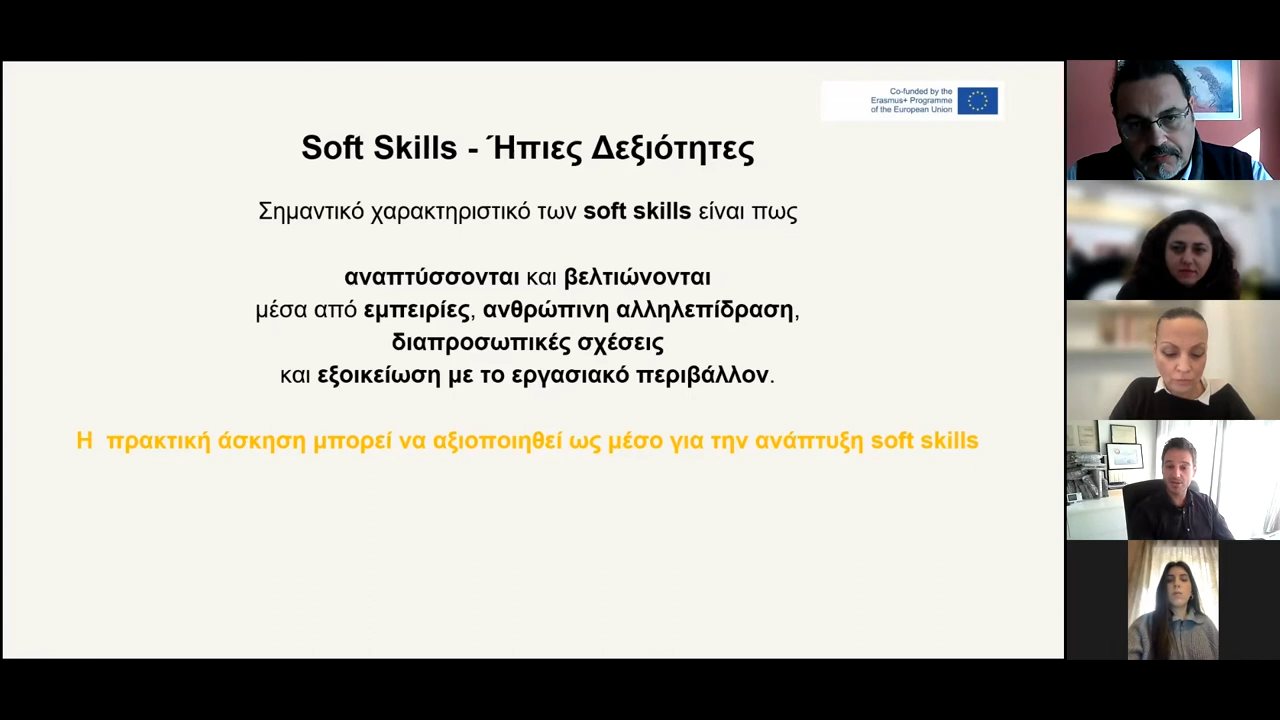 Co-funded by the
Erasmus+ Programme
of the European Union
Soft Skills - Ήπιες Δεξιότητες
Σημαντικό χαρακτηριστικό των soft skills είναι πως
αναπτύσσονται και βελτιώνονται
μέσα από εμπειρίες, ανθρώπινη αλληλεπίδραση,
διαπροσωπικές σχέσεις
και εξοικείωση με το εργασιακό περιβάλλον.
Η  πρακτική άσκηση μπορεί να αξιοποιηθεί ως μέσο για την ανάπτυξη soft skills